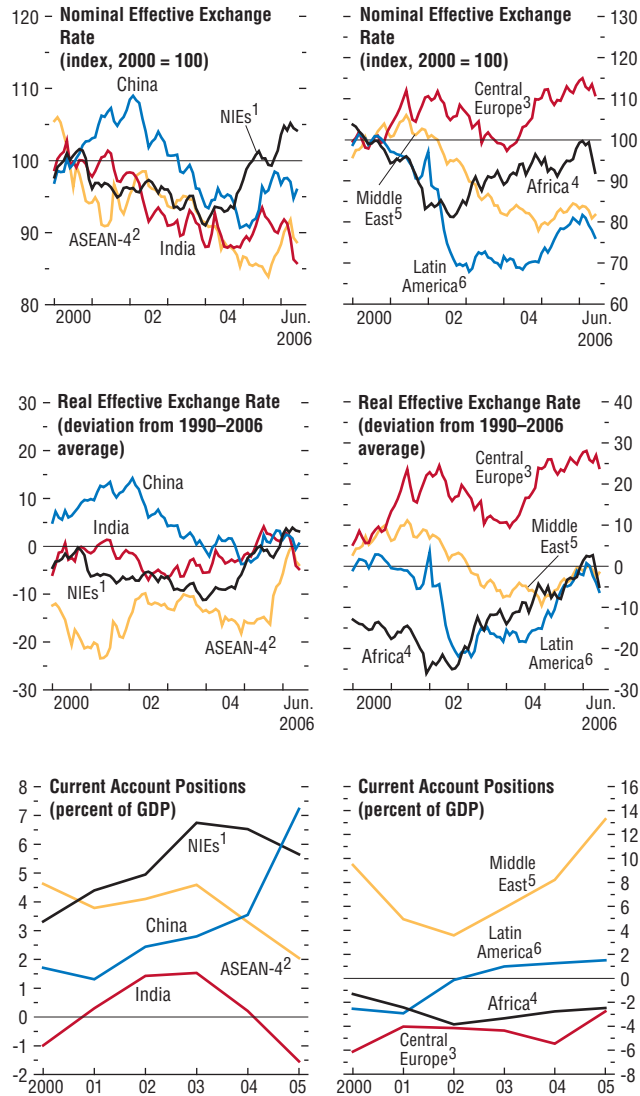 Nominal Effective Exchange
Rate
(index, 2000 = 100)
120
110
100
90
80
China
NIEs1
ASEAN-42
India
2000 02 04 Jun.
2006
Nominal Effective Exchange
Rate
(index, 2000 = 100)
130
120
110
100
90
80
70
60
Central
Europe3
Middle
East5
Africa4
Latin
America6
2000 02 04 Jun.
2006
Real Effective Exchange Rate
(deviation from 1990–2006
average)
30
20
10
0
-10
-20
-30
China
India
NIEs1
ASEAN-42
2000 02 04 Jun.
2006
Real Effective Exchange Rate
(deviation from 1990–2006
average)
40
30
20
10
0
-10
-20
-30
Central
Europe3
Middle
East5
Africa4
Latin
America6
2000 02 04 Jun.
2006
Current Account Positions
(percent of GDP)
8
7
6
5
4
3
2
1
0
-1
-2
NIEs1
China
ASEAN-42
India
2000 01 02 03 04 05
Current Account Positions
(percent of GDP)
16
14
12
10
8
6
4
2
0
-2
-4
-6
-8
Middle
East5
Latin
America6
Africa4
Central
Europe3
2000 01 02 03 04 05